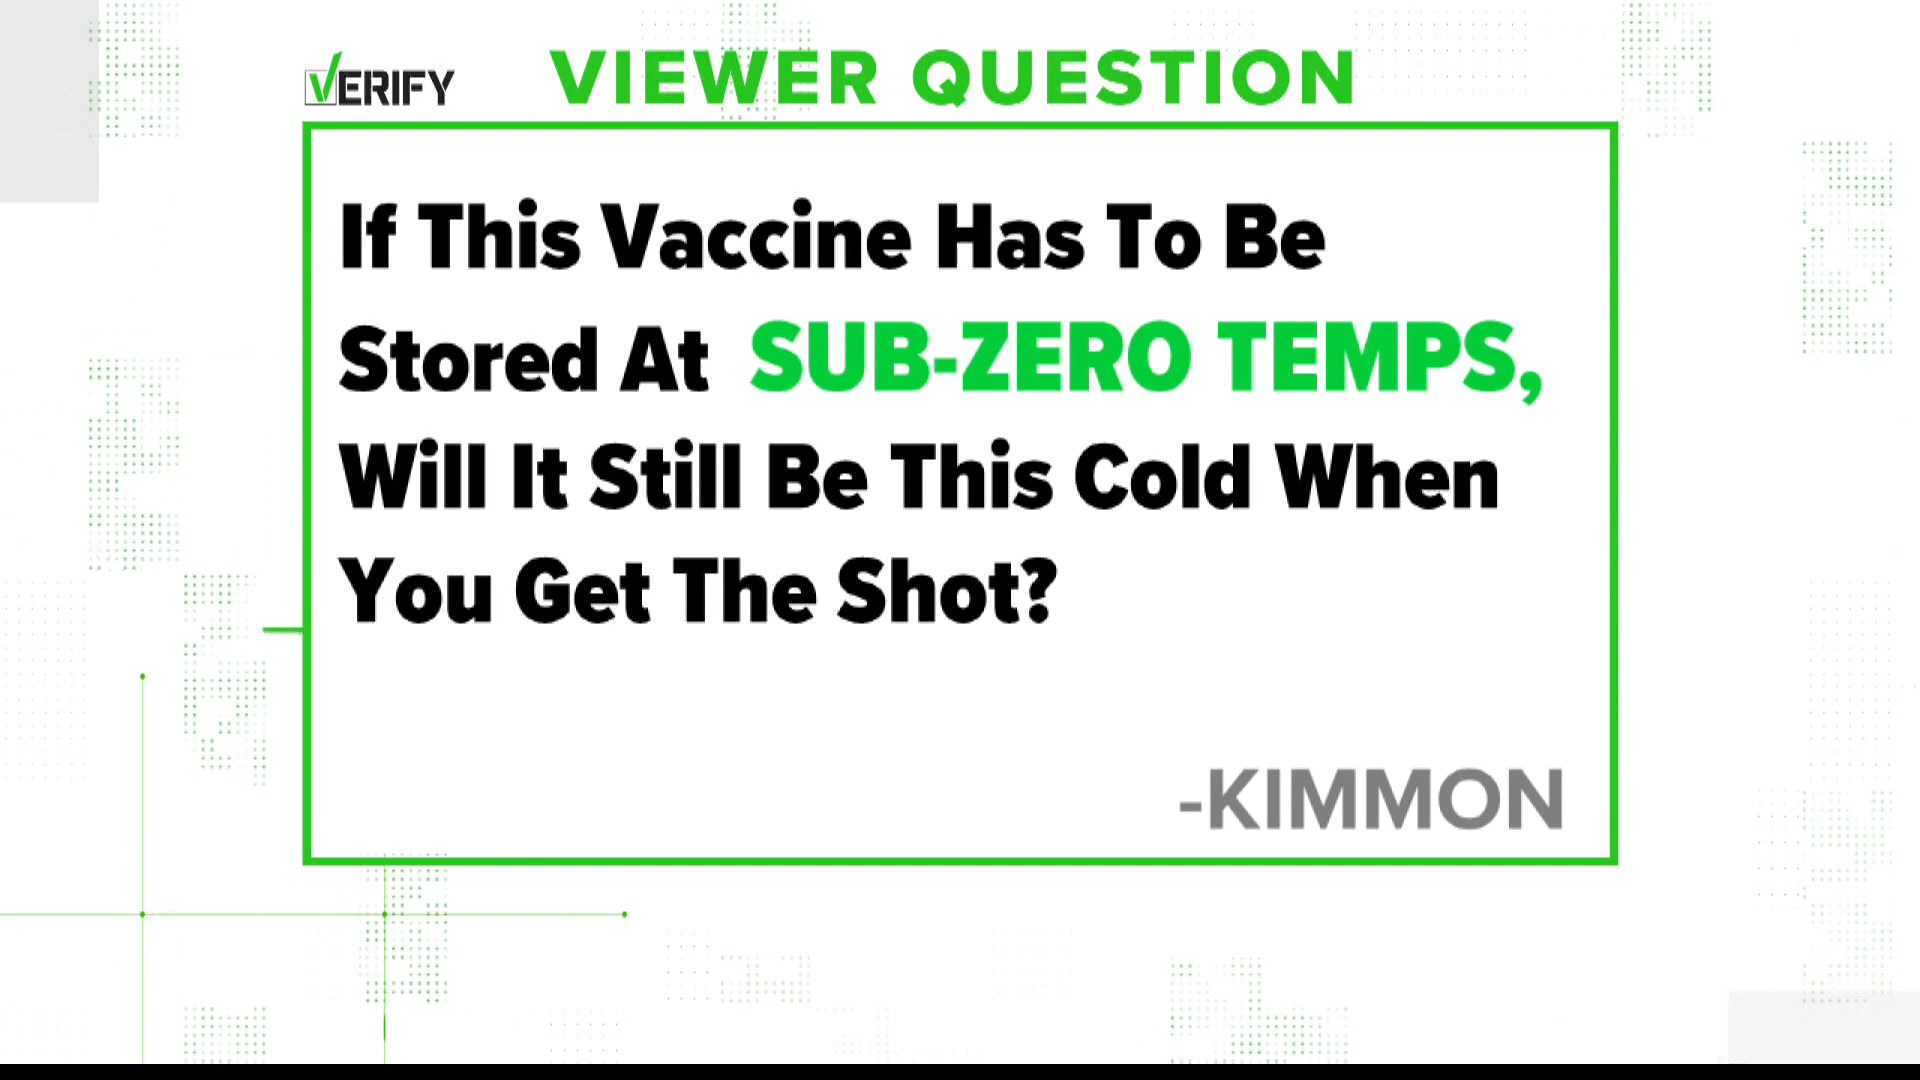 VERIFY
VIEWER QUESTION
If This Vaccine Has To Be
Stored At SUB-ZERO TEMPS,
Will It Still Be This Cold When
You Get The Shot?
-KIMMON